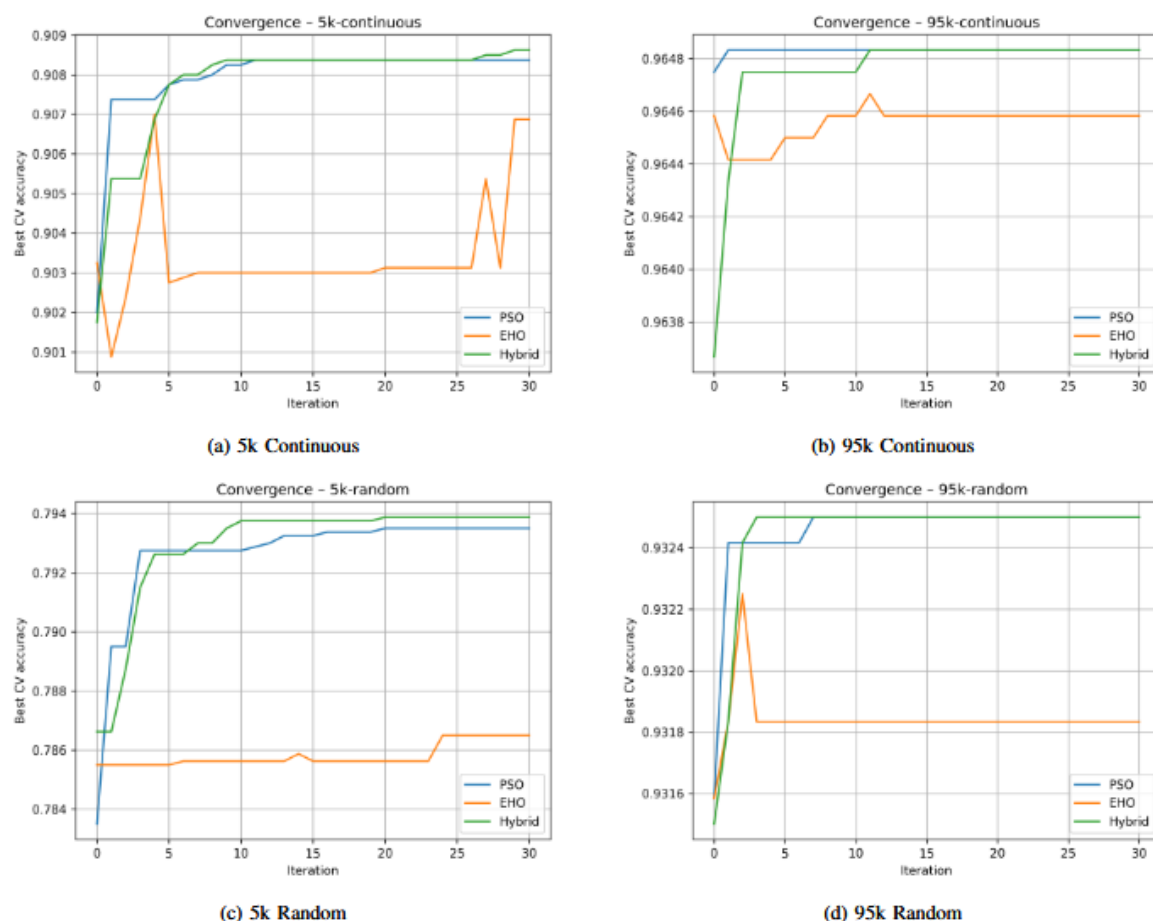 Convergence – 5k-continuous
Best CV accuracy
0.909
0.908
0.907
0.906
0.905
0.904
0.903
0.902
0.901
PSO
EHO
Hybrid
0 5 10 15 20 25 30
Iteration
(a) 5k Continuous
Convergence – 95k-continuous
Best CV accuracy
0.9648
0.9646
0.9644
0.9642
0.9640
0.9638
PSO
EHO
Hybrid
0 5 10 15 20 25 30
Iteration
(b) 95k Continuous
Convergence – 5k-random
Best CV accuracy
0.794
0.792
0.790
0.788
0.786
0.784
PSO
EHO
Hybrid
0 5 10 15 20 25 30
Iteration
(c) 5k Random
Convergence – 95k-random
Best CV accuracy
0.9324
0.9322
0.9320
0.9318
0.9316
PSO
EHO
Hybrid
0 5 10 15 20 25 30
Iteration
(d) 95k Random